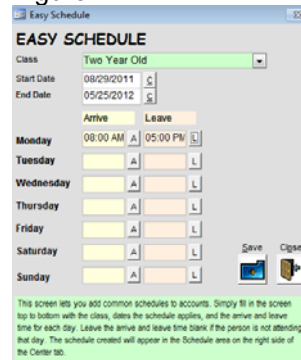 Easy Schedule
EASY SCHEDULE
Class Two Year Old
Start Date 08/29/2011 C
End Date 05/25/2012 C
Arrive Leave
Monday 08:00 AM A 05:00 PM L
Tuesday A L
Wednesday A L
Thursday A L
Friday A L
Saturday A L
Sunday A L
Save Close
This screen lets you add common schedules to accounts. Simply fill in the screen
top to bottom with the class, dates the schedule applies, and the arrive and leave
time for each day. Leave the arrive and leave time blank if the person is not attending
that day. The schedule created will appear in the Schedule area on the right side of
the Center tab.